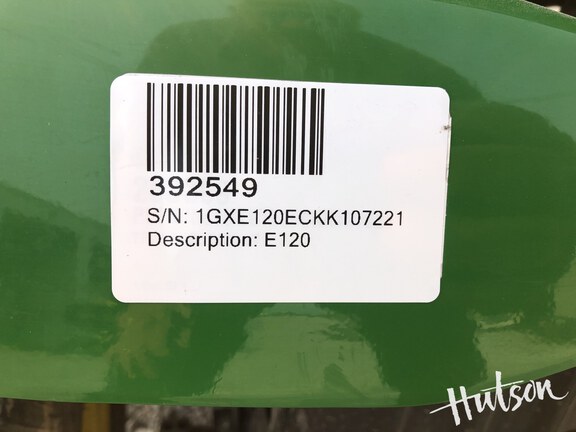 392549
S/N: 1GXE120ECKK107221
Description: E120
Hutson